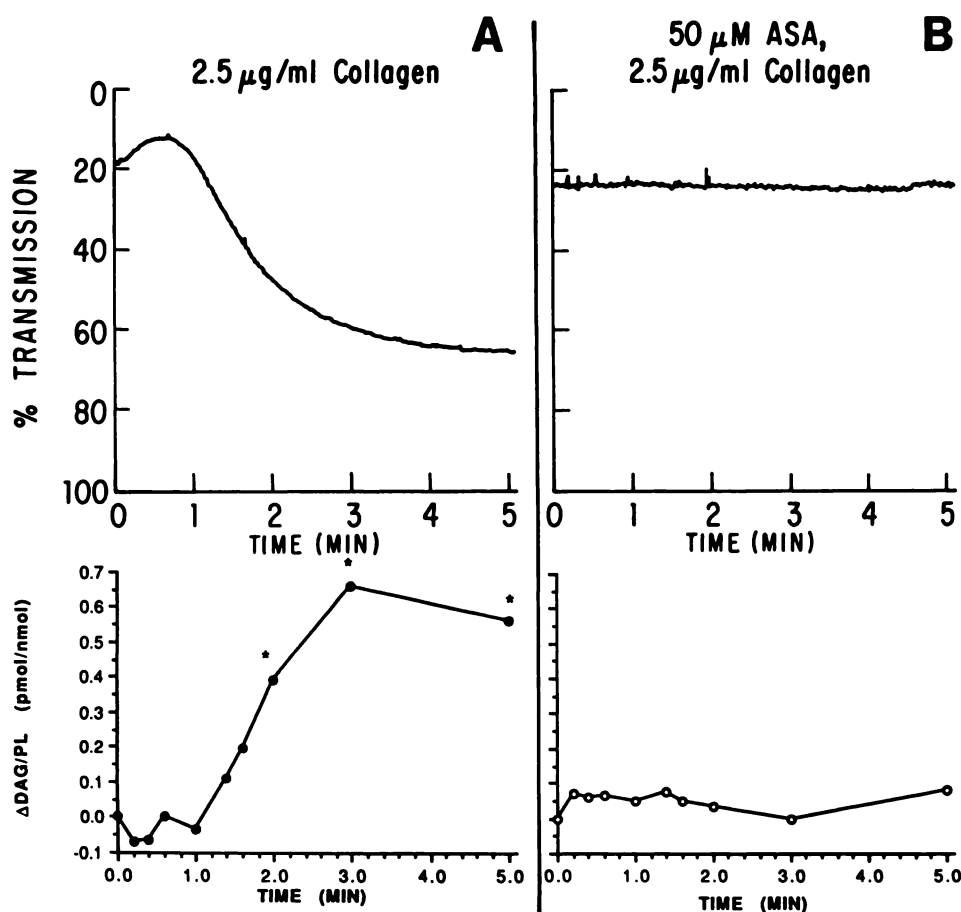 A
2.5 µg/ml Collagen
0
20
40
60
80
100
% TRANSMISSION
0 1 2 3 4 5
TIME (MIN)
*
*
*
0.7
0.6
0.5
0.4
0.3
0.2
0.1
0.0
-0.1
ΔDAG/PL (pmol/nmol)
0.0 1.0 2.0 3.0 4.0 5.0
TIME (MIN)
B
50 µM ASA,
2.5 µg/ml Collagen
0 1 2 3 4 5
TIME (MIN)
0.0 1.0 2.0 3.0 4.0 5.0
TIME (MIN)